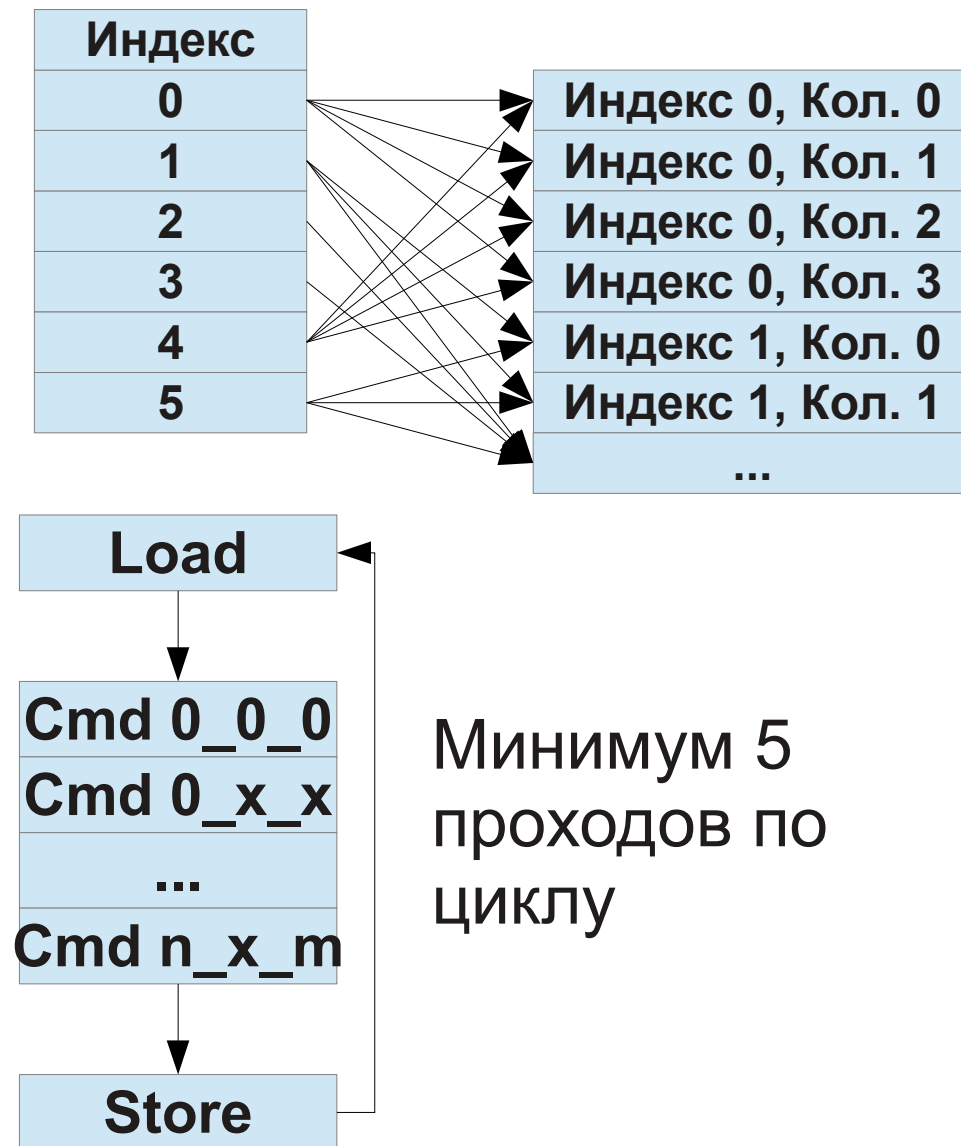 Индекс
0
1
2
3
4
5
Индекс 0, Кол. 0
Индекс 0, Кол. 1
Индекс 0, Кол. 2
Индекс 0, Кол. 3
Индекс 1, Кол. 0
Индекс 1, Кол. 1
...
Load
Cmd 0_0_0
Cmd 0_x_x
...
Cmd n_x_m
Store
Минимум 5
проходов по
циклу